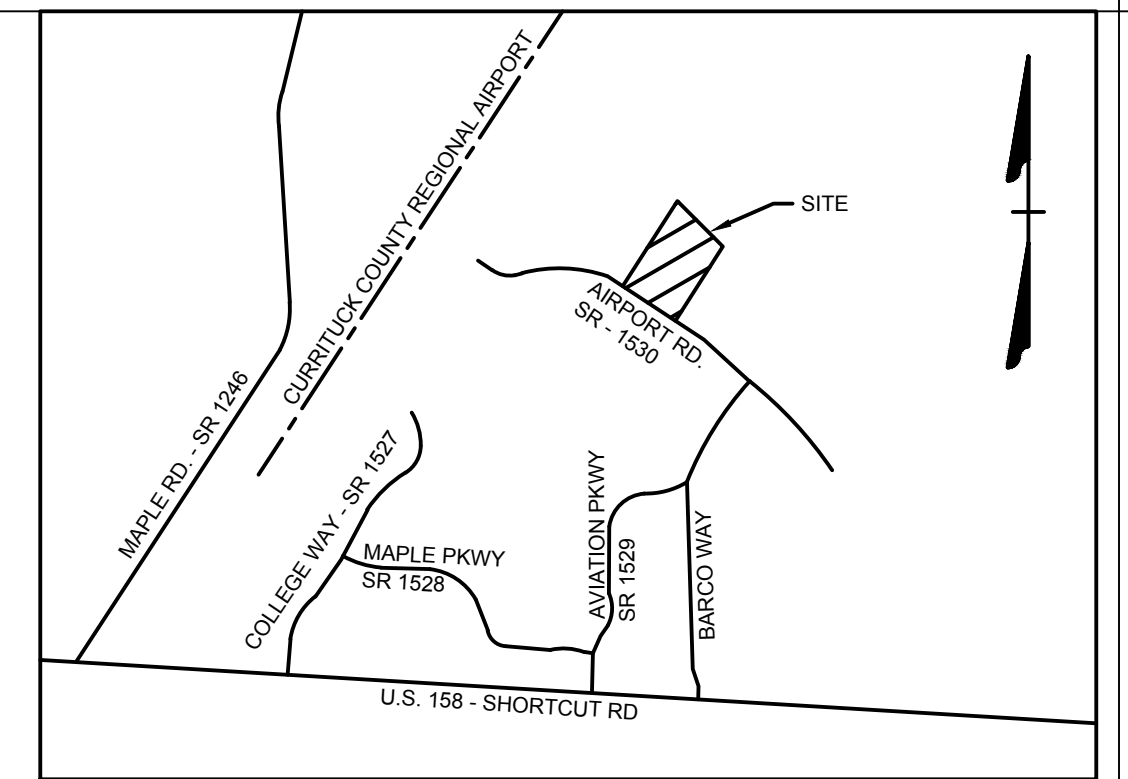 CURRITUCK COUNTY REGIONAL AIRPORT
SITE
AIRPORT RD.
SR - 1530
MAPLE RD. - SR 1246
COLLEGE WAY - SR 1527
MAPLE PKWY
SR 1528
AVIATION PKWY
SR 1529
BARCO WAY
U.S. 158 - SHORTCUT RD